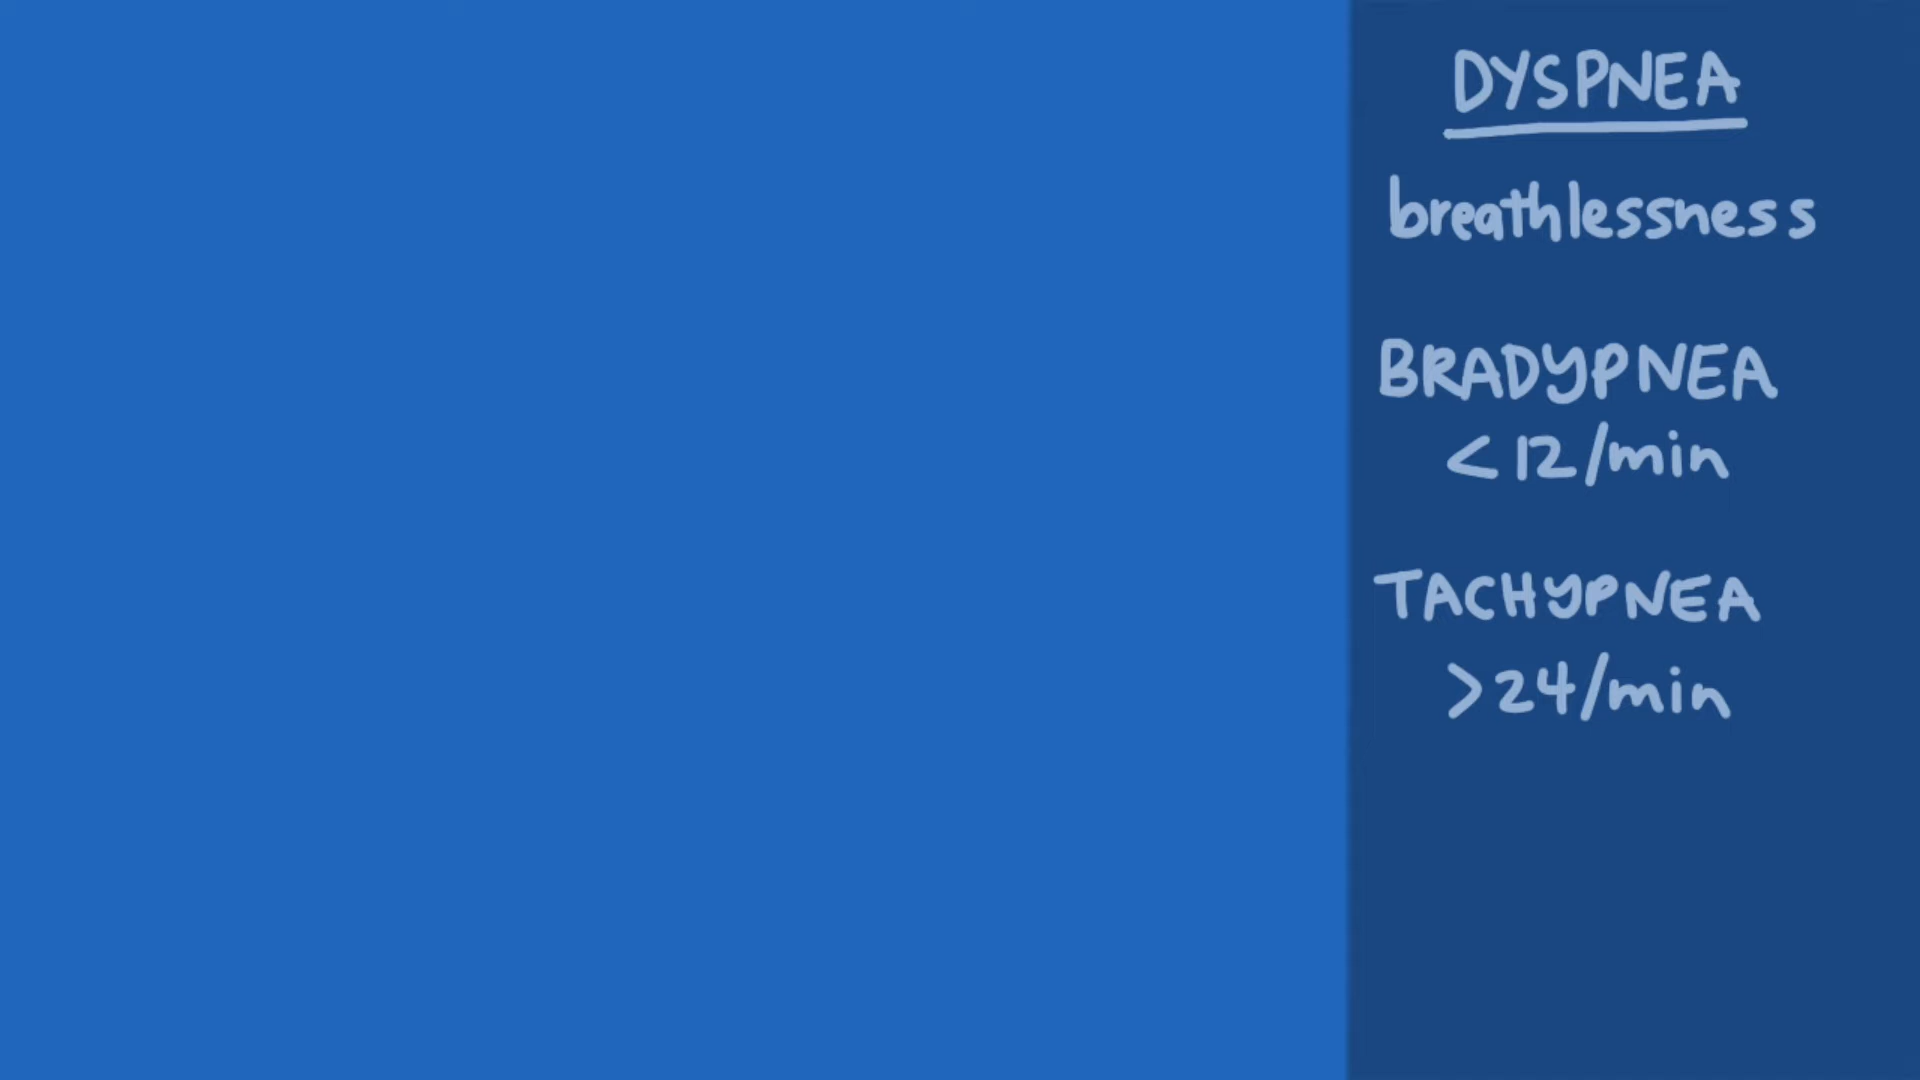 DYSPNEA
breathlessness
BRADYPNEA
<12/min
TACHYPNEA
>24/min